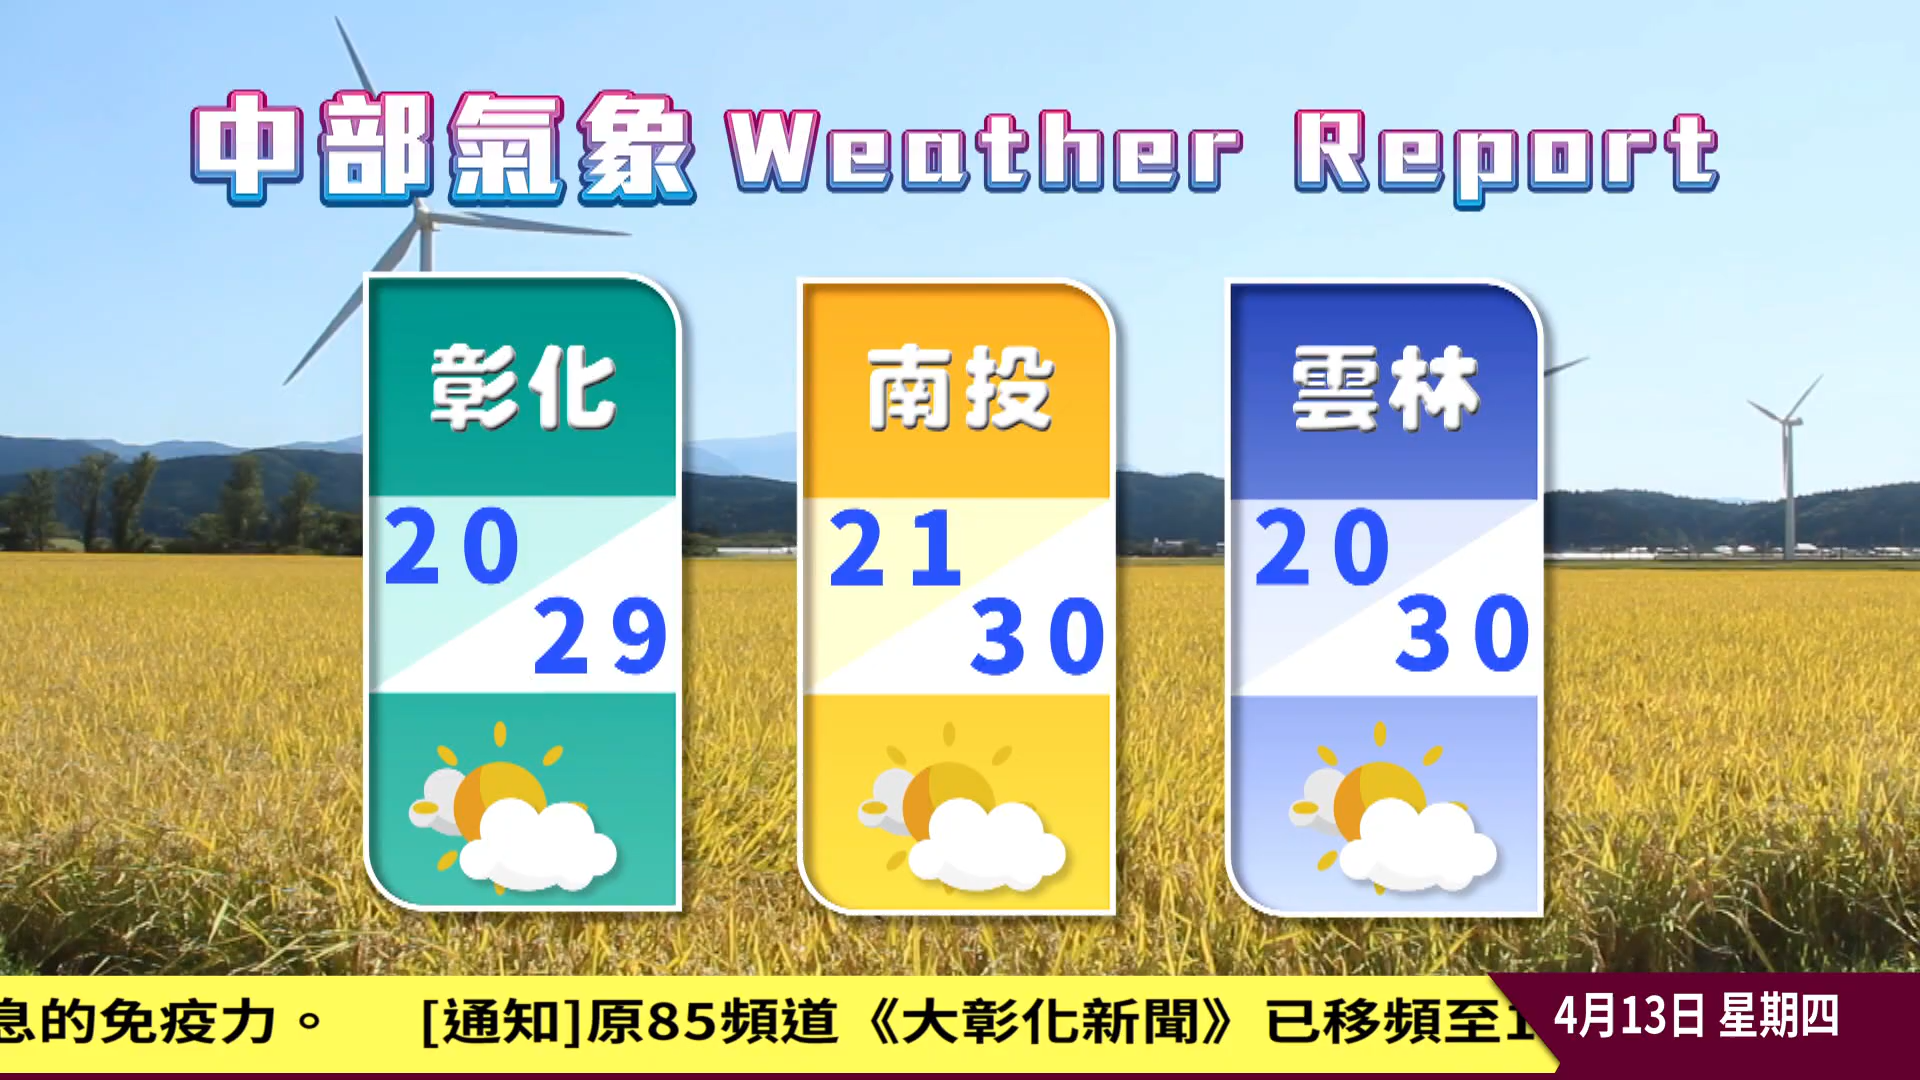 中部氣象 Weather Report
彰化
20
29
南投
21
30
雲林
20
30
息的免疫力。 [通知]原85頻道《大彰化新聞》已移頻至
4月13日 星期四